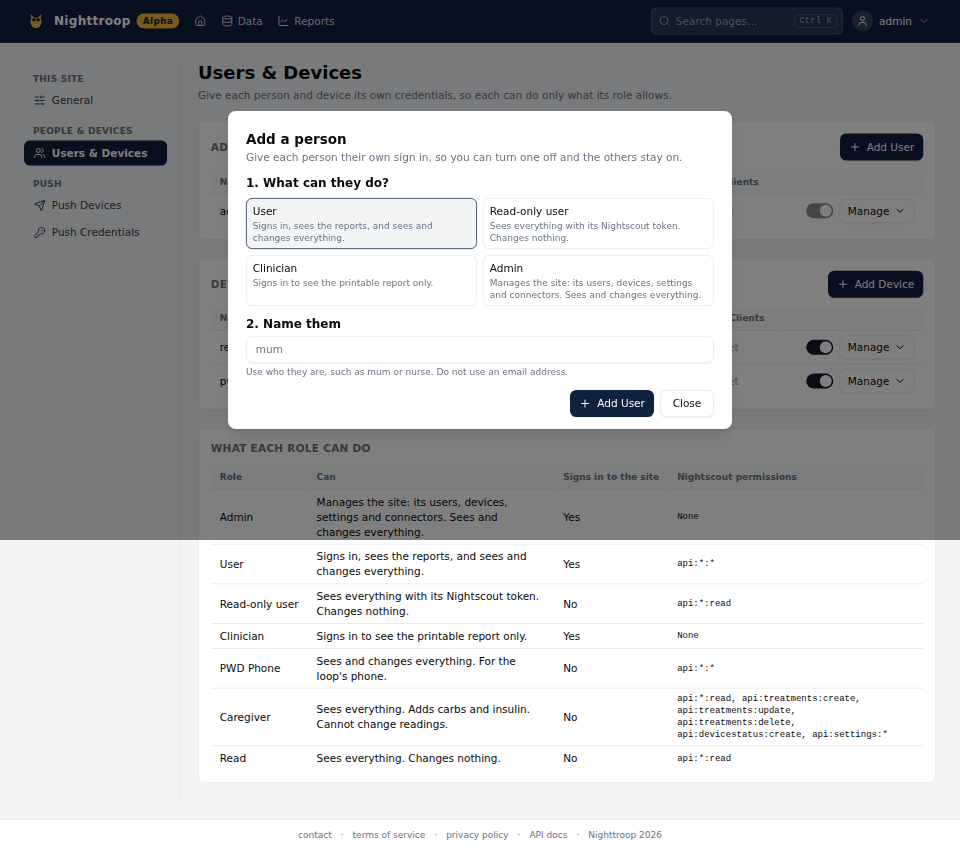 Nighttroop Alpha Data Reports Search pages... Ctrl K admin
THIS SITE
General
PEOPLE & DEVICES
Users & Devices
PUSH
Push Devices
Push Credentials
Users & Devices
Give each person and device its own credentials, so each can do only what its role allows.
Add User
Manage
Add Device
Clients
Manage
Manage
Add a person
Give each person their own sign in, so you can turn one off and the others stay on.
1. What can they do?
User
Signs in, sees the reports, and sees and
changes everything.
Read-only user
Sees everything with its Nightscout token.
Changes nothing.
Clinician
Signs in to see the printable report only.
Admin
Manages the site: its users, devices, settings
and connectors. Sees and changes everything.
2. Name them
mum
Use who they are, such as mum or nurse. Do not use an email address.
Add User Close
WHAT EACH ROLE CAN DO
Role Can Signs in to the site Nightscout permissions
Admin
Manages the site: its users, devices,
settings and connectors. Sees and
changes everything.
Yes None
User
Signs in, sees the reports, and sees and
changes everything.
Yes api:*:*
Read-only user
Sees everything with its Nightscout token.
Changes nothing.
No api:*:read
Clinician Signs in to see the printable report only. Yes None
PWD Phone
Sees and changes everything. For the
loop's phone.
No api:*:*
Caregiver
Sees everything. Adds carbs and insulin.
Cannot change readings.
No
api:*:read, api:treatments:create,
api:treatments:update,
api:treatments:delete,
api:devicestatus:create, api:settings:*
Read Sees everything. Changes nothing. No api:*:read
contact · terms of service · privacy policy · API docs · Nighttroop 2026